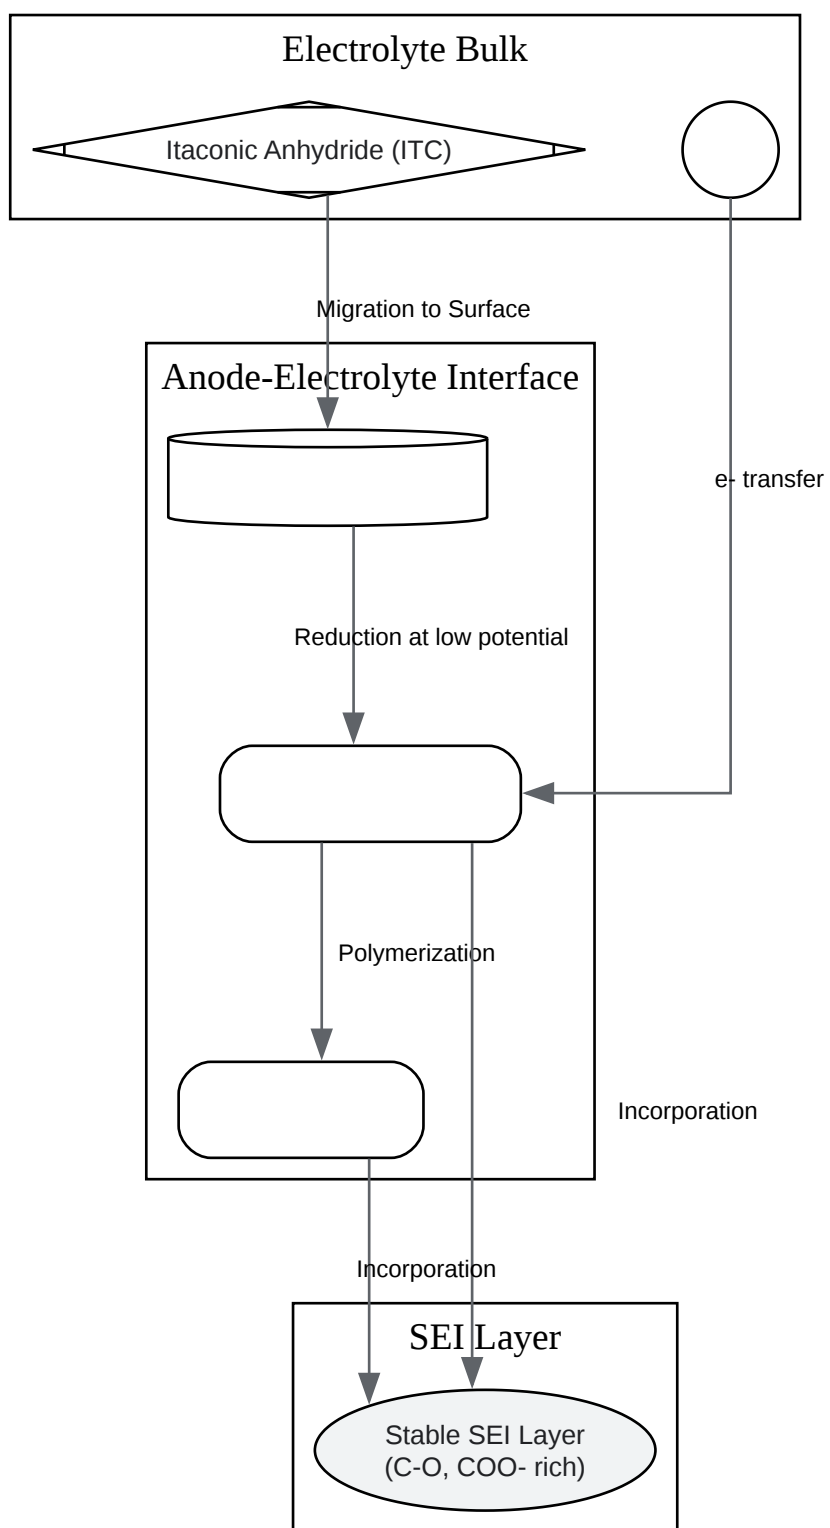 Electrolyte Bulk
Itaconic Anhydride (ITC)
Migration to Surface
Anode-Electrolyte Interface
e- transfer
Reduction at low potential
Polymerization
Incorporation
Incorporation
SEI Layer
Stable SEI Layer
(C-O, COO- rich)